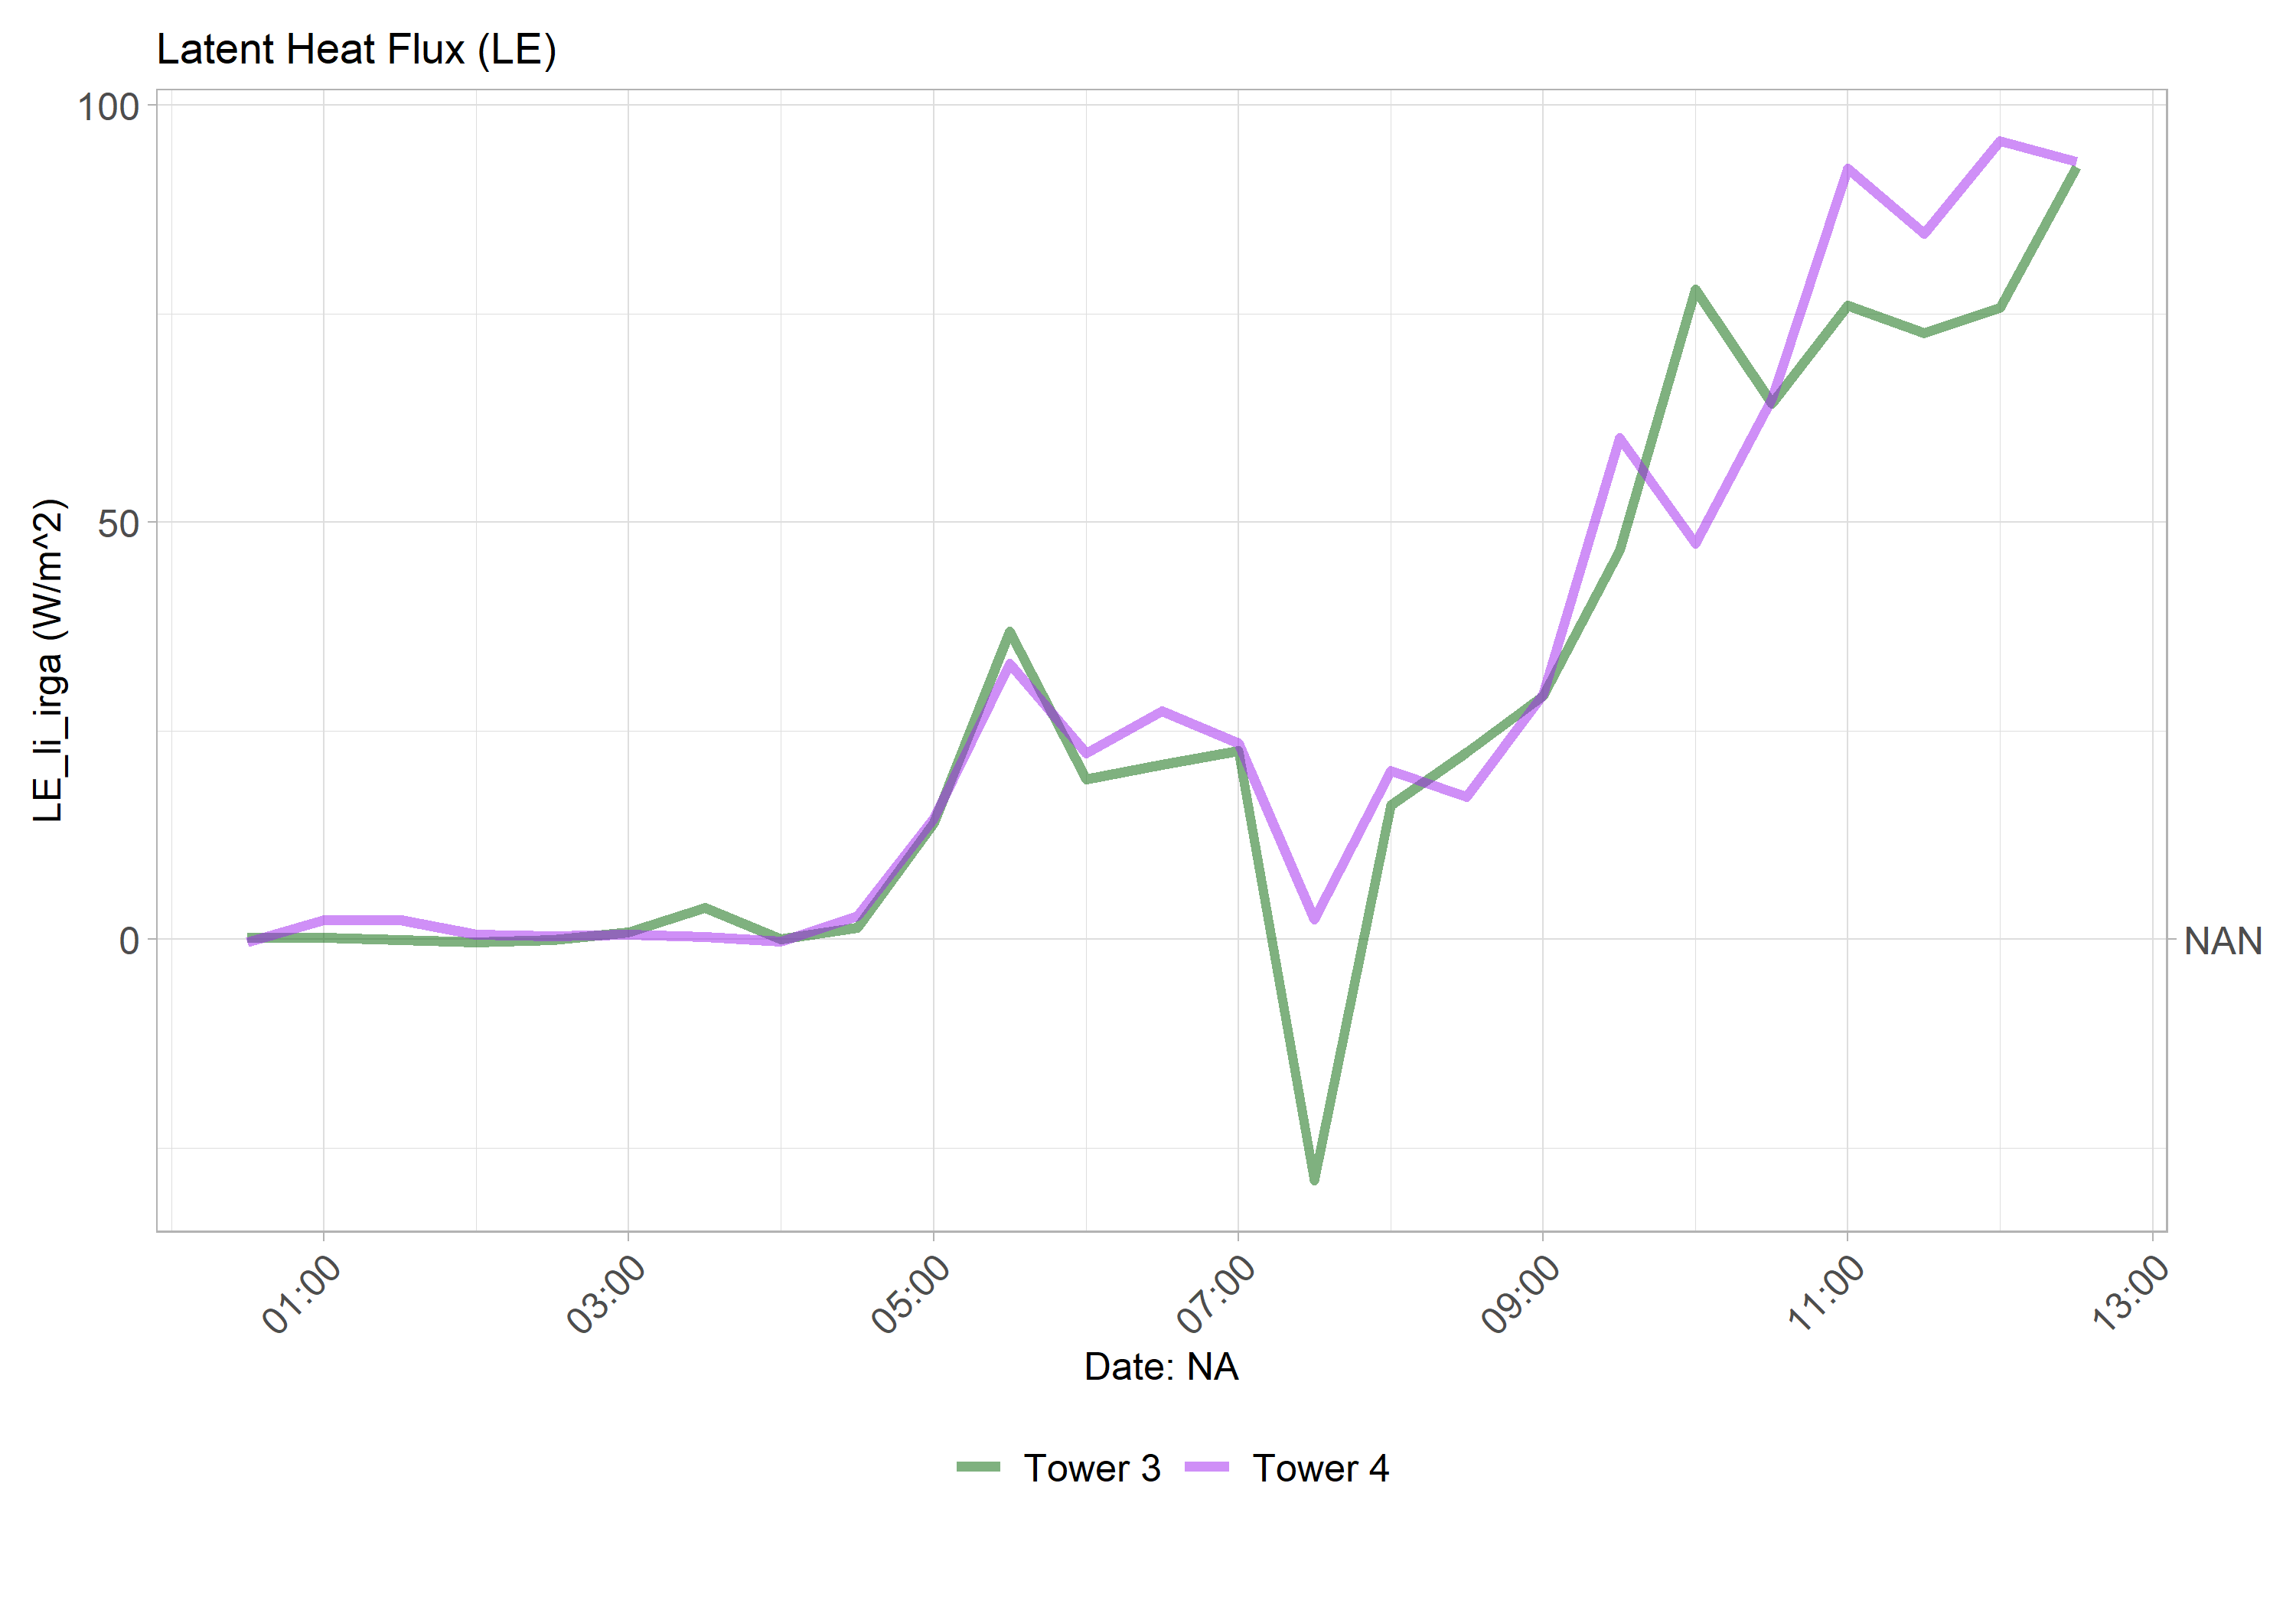 Latent Heat Flux (LE)
100
50
0
LE_li_irga (W/m^2)
NAN
01:00 03:00 05:00 07:00 09:00 11:00 13:00
Date: NA
Tower 3 Tower 4